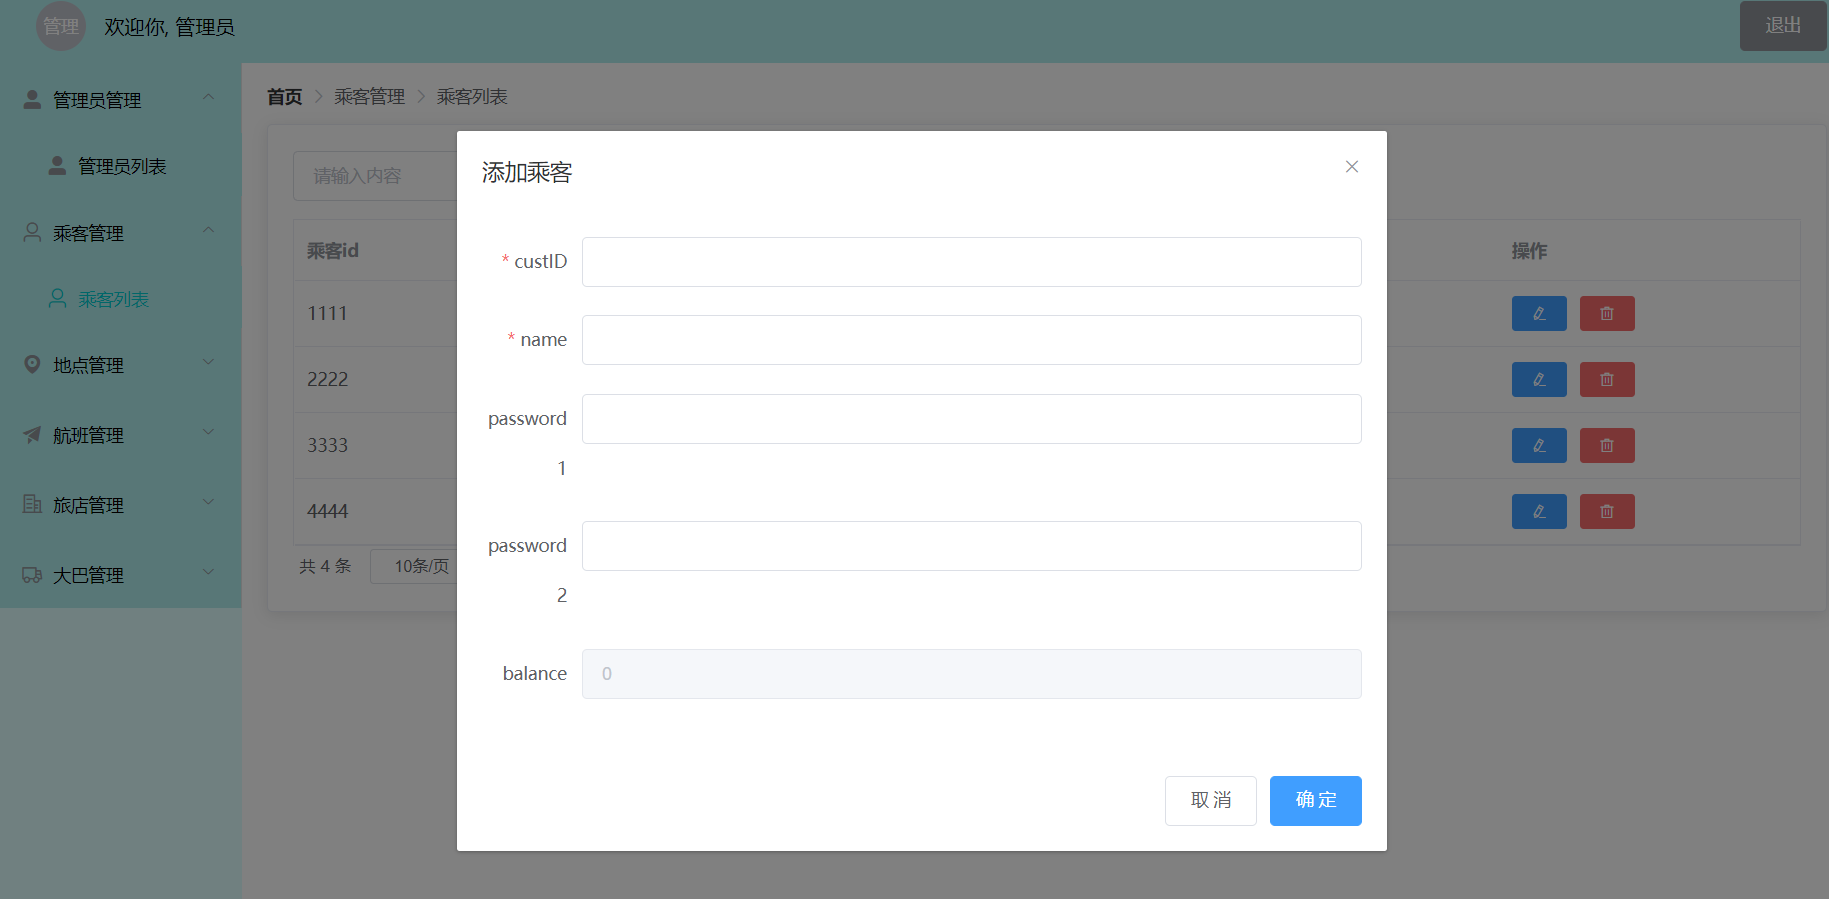 管理 欢迎你, 管理员 退出
管理员管理
管理员列表
乘客管理
乘客列表
地点管理
航班管理
旅店管理
大巴管理
首页 乘客管理 乘客列表
请输入内容
乘客id 操作
1111
2222
3333
4444
共 4 条 10条/页
添加乘客
* custID
* name
password
1
password
2
balance 0
取 消 确 定